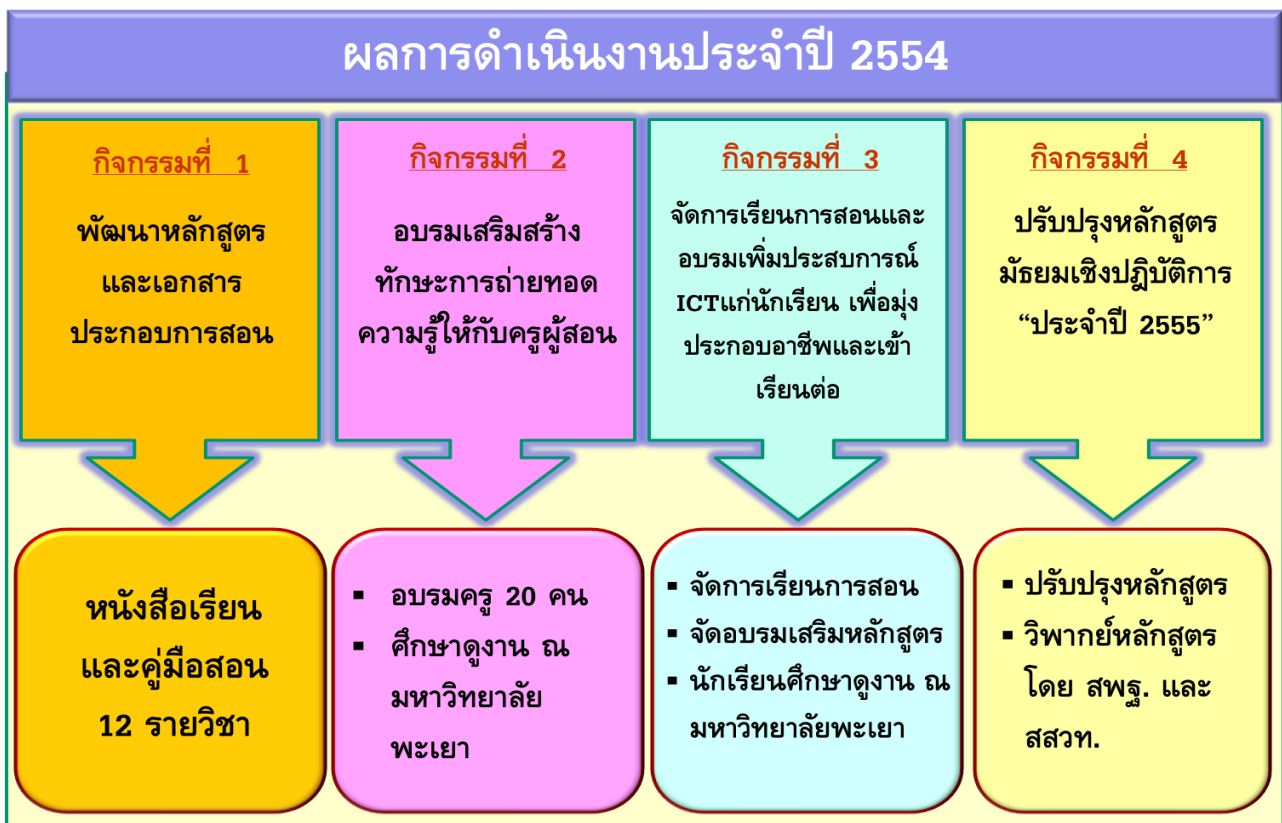 ผลการดำเนินงานประจำปี 2554
กิจกรรมที่ 1
พัฒนาหลักสูตร
และเอกสาร
ประกอบการสอน
กิจกรรมที่ 2
อบรมเสริมสร้าง
ทักษะการถ่ายทอด
ความรู้ให้กับครูผู้สอน
กิจกรรมที่ 3
จัดการเรียนการสอนและ
อบรมเพิ่มประสบการณ์
ICTแก่นักเรียน เพื่อมุ่ง
ประกอบอาชีพและเข้า
เรียนต่อ
กิจกรรมที่ 4
ปรับปรุงหลักสูตร
มัธยมเชิงปฎิบัติการ
“ประจำปี 2555”
หนังสือเรียน
และคู่มือสอน
12 รายวิชา
▪ อบรมครู 20 คน
▪ ศึกษาดูงาน ณ
มหาวิทยาลัย
พะเยา
▪ จัดการเรียนการสอน
▪ จัดอบรมเสริมหลักสูตร
▪ นักเรียนศึกษาดูงาน ณ
มหาวิทยาลัยพะเยา
▪ ปรับปรุงหลักสูตร
▪ วิพากย์หลักสูตร
โดย สพฐ. และ
สสวท.